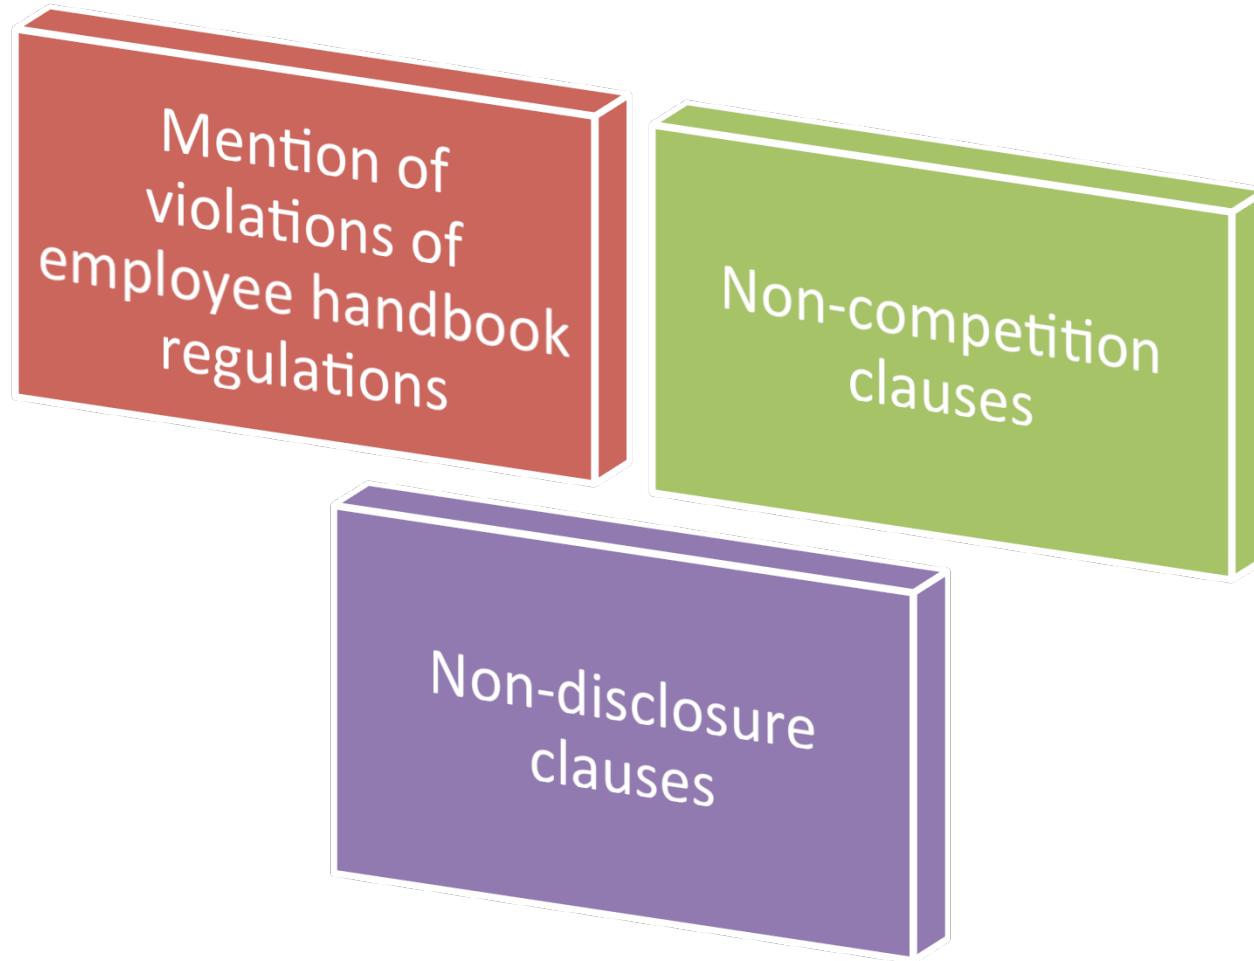 Mention of
violations of
employee handbook
regulations
Non-competition
clauses
Non-disclosure
clauses